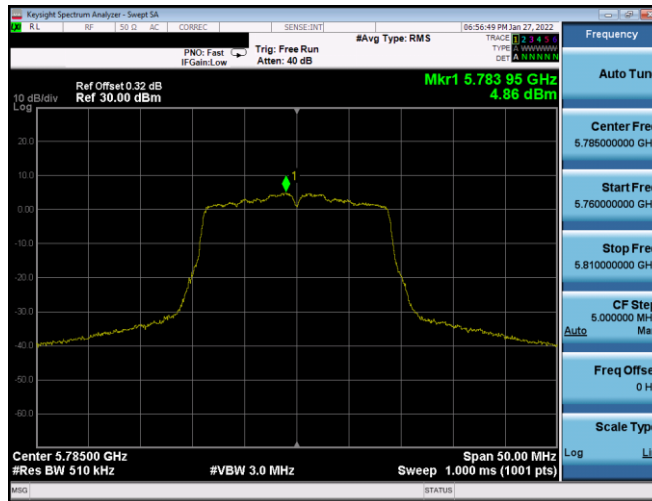 Keysight Spectrum Analyzer - Swept SA
RL RF 50 Ω AC CORREC SENSE:INT 06:56:49 PM Jan 27, 2022
#Avg Type: RMS
TRACE 1 2 3 4 5 6
TYPE A WWWWW
DET A N N N N N
PNO: Fast
IFGain:Low
Trig: Free Run
Atten: 40 dB
Frequency
Auto Tun
Mkr1 5.783 95 GHz
4.86 dBm
Ref Offset 0.32 dB
Ref 30.00 dBm
10 dB/div
Log
20.0
10.0
0.00
-10.0
-20.0
-30.0
-40.0
-50.0
-60.0
1
Center Fre
5.785000000 GH
Start Fre
5.760000000 GH
Stop Fre
5.810000000 GH
CF Step
5.000000 MH
Auto Ma
Freq Offse
0 H
Scale Typ
Log Li
Center 5.78500 GHz
Span 50.00 MHz
#Res BW 510 kHz
#VBW 3.0 MHz
Sweep 1.000 ms (1001 pts)
MSG
STATUS